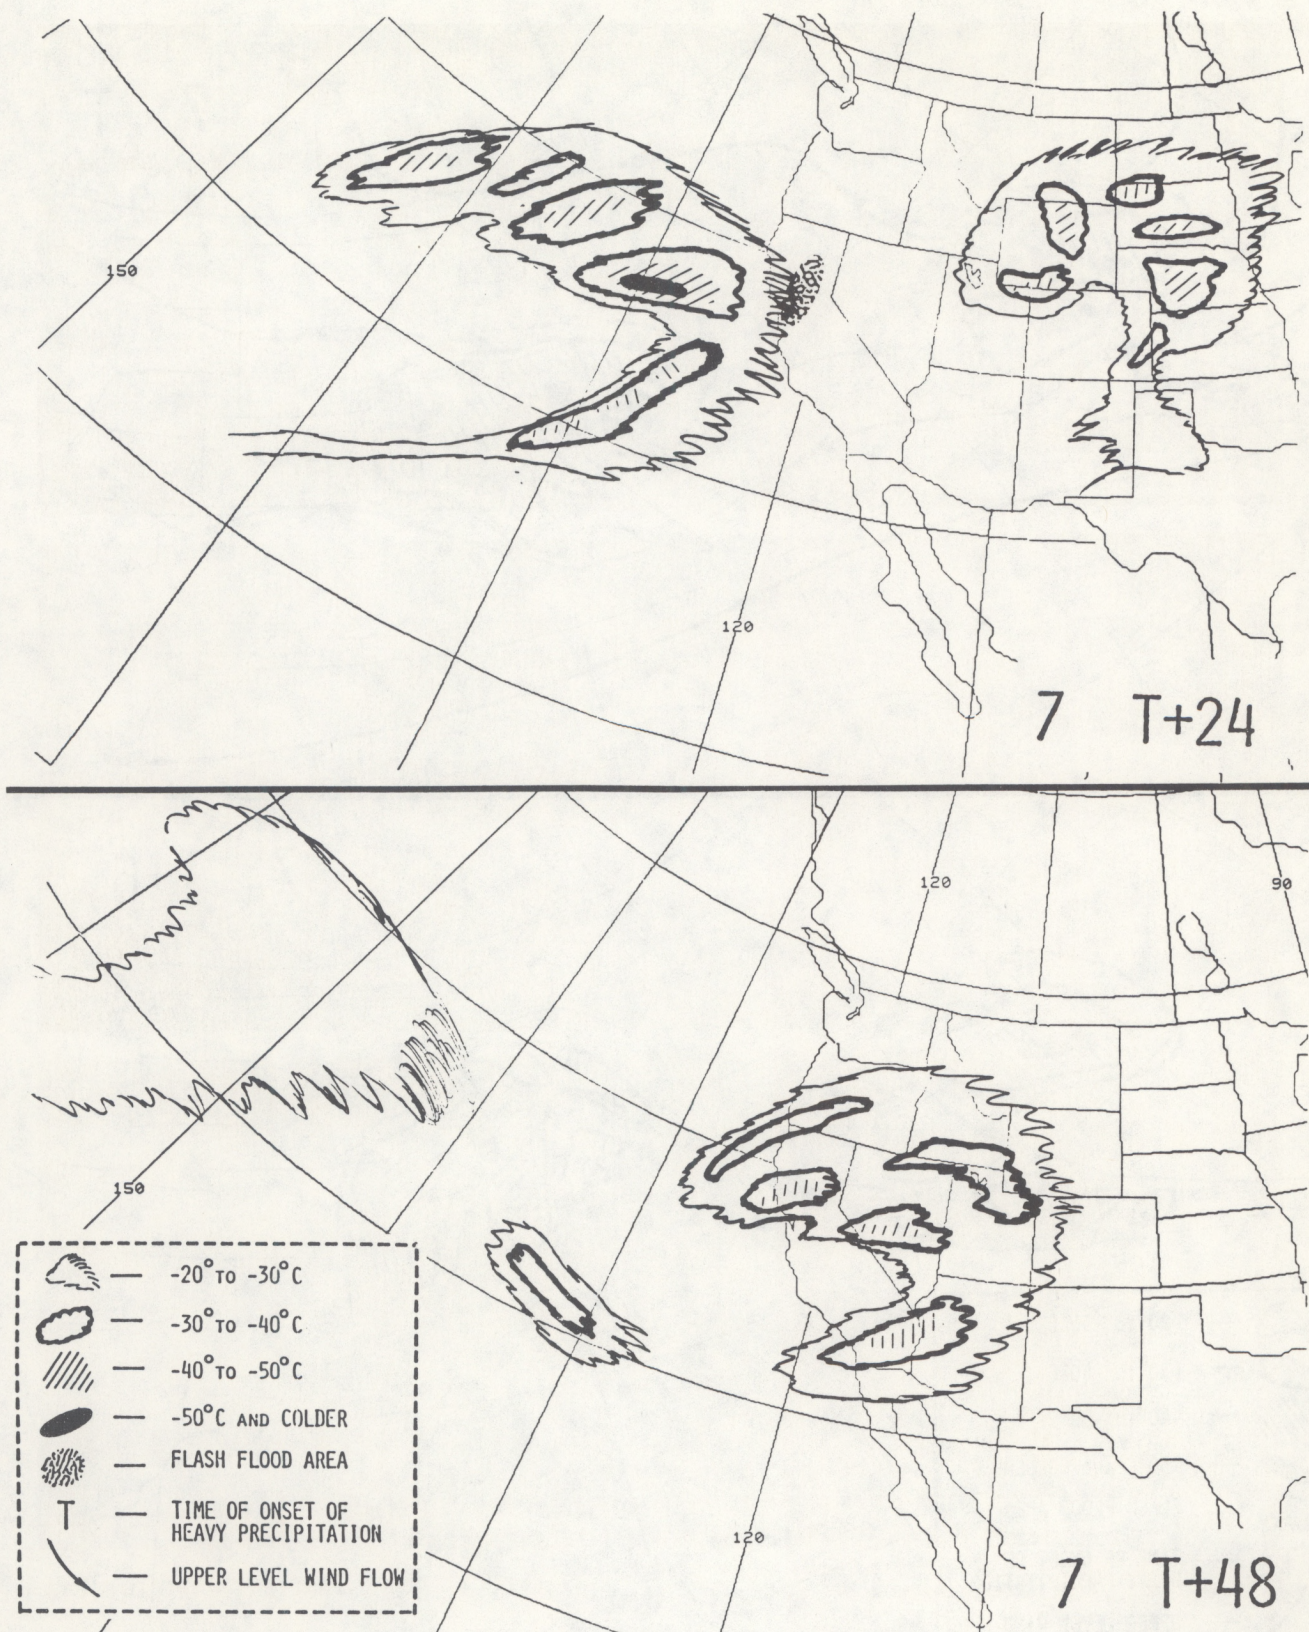 150
120
7 T+24
120
90
150
-20° TO -30°C
-30° TO -40°C
-40° TO -50°C
-50°C AND COLDER
FLASH FLOOD AREA
T — TIME OF ONSET OF
HEAVY PRECIPITATION
UPPER LEVEL WIND FLOW
120
7 T+48